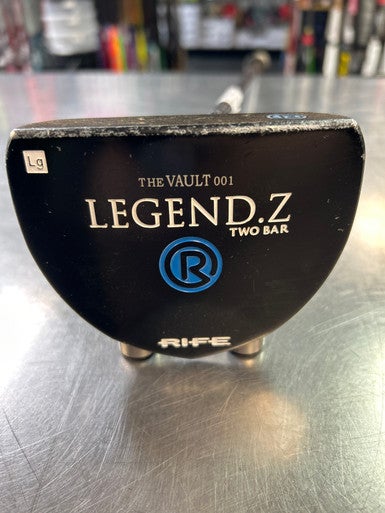 Lg
THE VAULT 001
LEGEND.Z
TWO BAR
R
RIFE